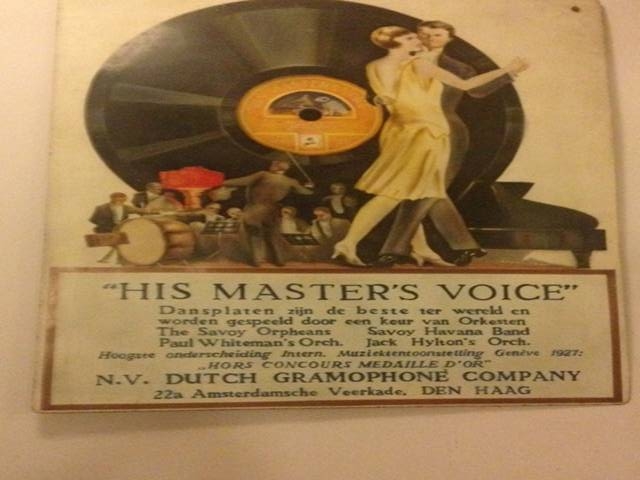 "HIS MASTER'S VOICE"
Dansplaten zijn de beste ter wereld en
worden gespeeld door een keur van Orkesten
The Savoy Orpheans Savoy Havana Band
Paul Whiteman's Orch. Jack Hylton's Orch.
Hoogste onderscheiding Intern. Muziektentoonstelling Genève 1927:
„HORS CONCOURS MEDAILLE D'OR"
N.V. DUTCH GRAMOPHONE COMPANY
22a Amsterdamsche Veerkade, DEN HAAG